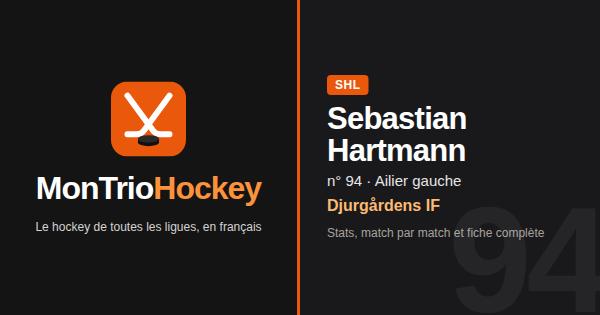 MonTrioHockey
Le hockey de toutes les ligues, en français
SHL
Sebastian
Hartmann
n° 94 · Ailier gauche
Djurgårdens IF
Stats, match par match et fiche complète
94